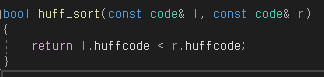 bool huff_sort(const code& l, const code& r)
{
return l.huffcode < r.huffcode;
}